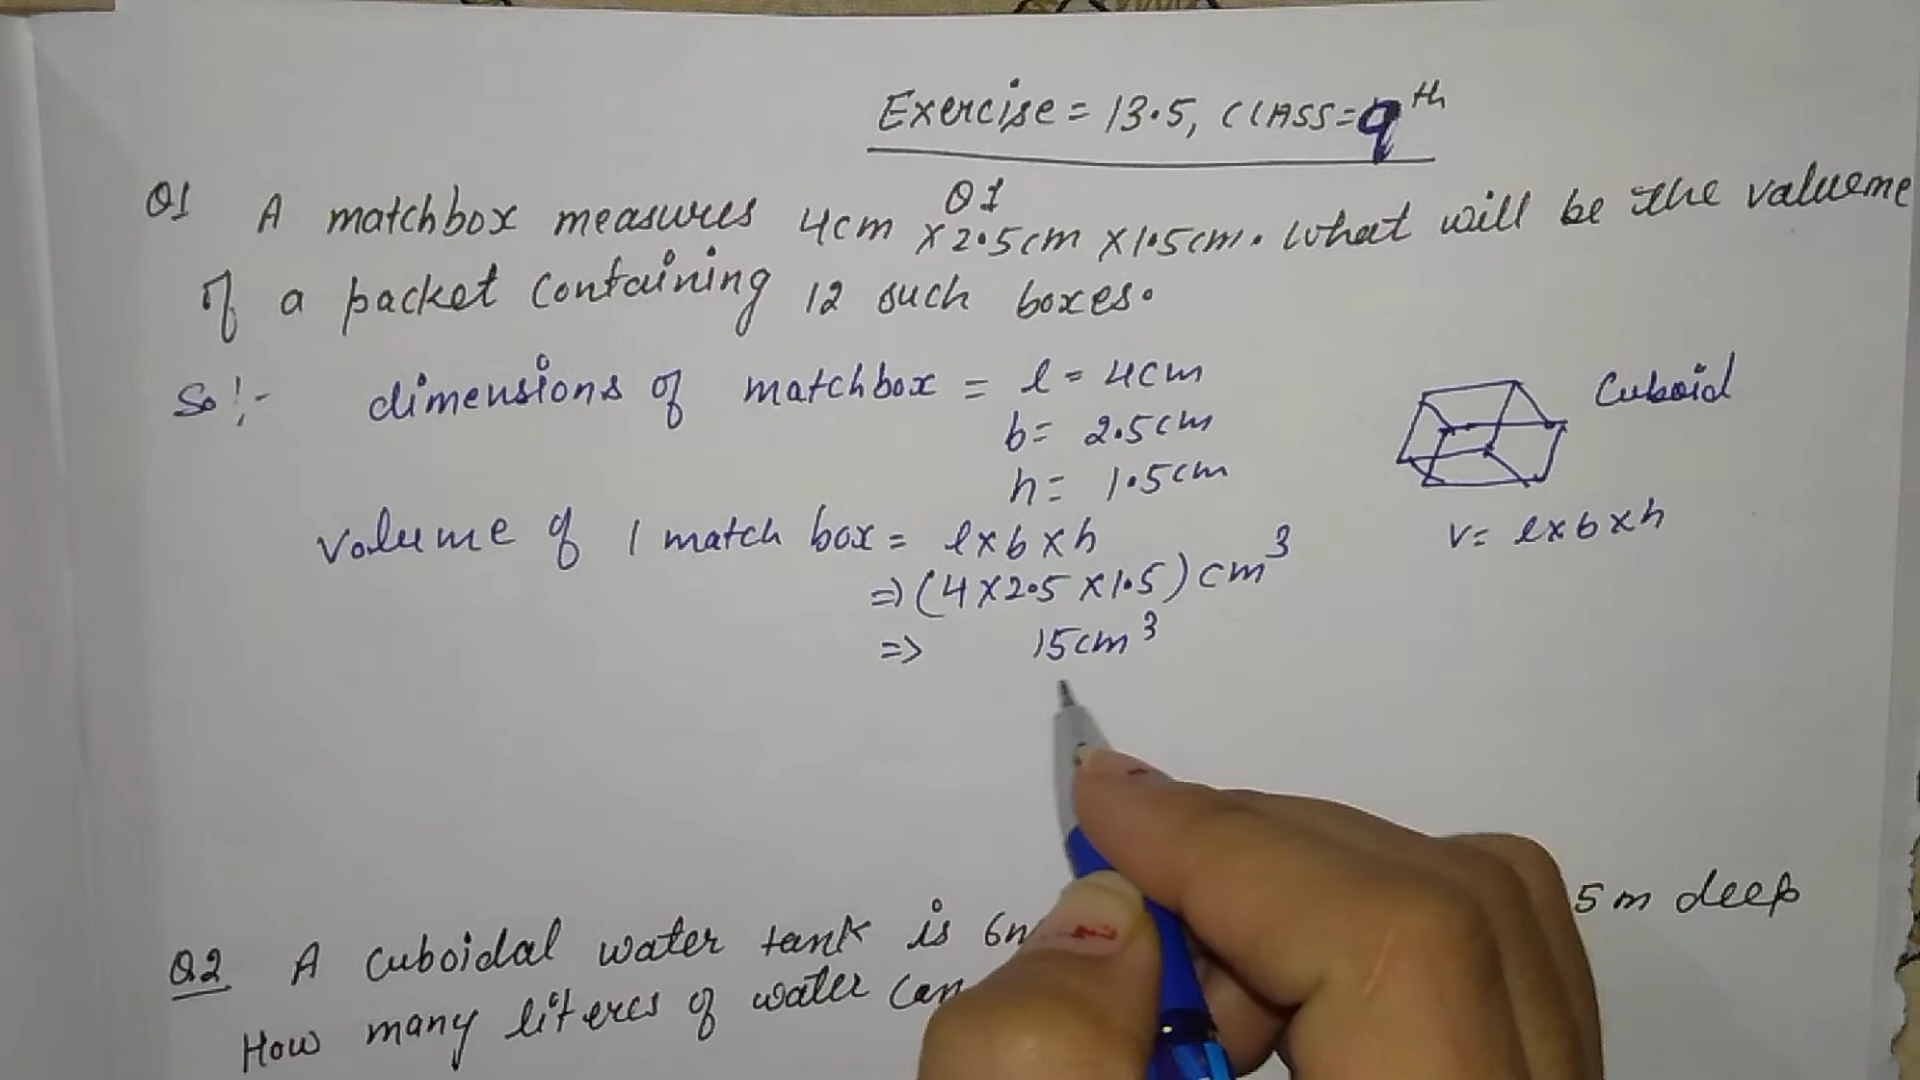 Exercise = 13.5, CLASS = 9th
Q1
Q1 A matchbox measures 4cm × 2.5cm × 1.5cm. What will be the valueme
of a packet containing 12 such boxes.
So!- dimensions of matchbox = l = 4cm
b = 2.5cm
h = 1.5cm
Cuboid
V = l×b×h
Volume of 1 match box = l×b×h
⇒ (4×2.5×1.5) cm³
⇒ 15cm³
Q2 A cuboidal water tank is 6m 5m deep
How many literes of water can